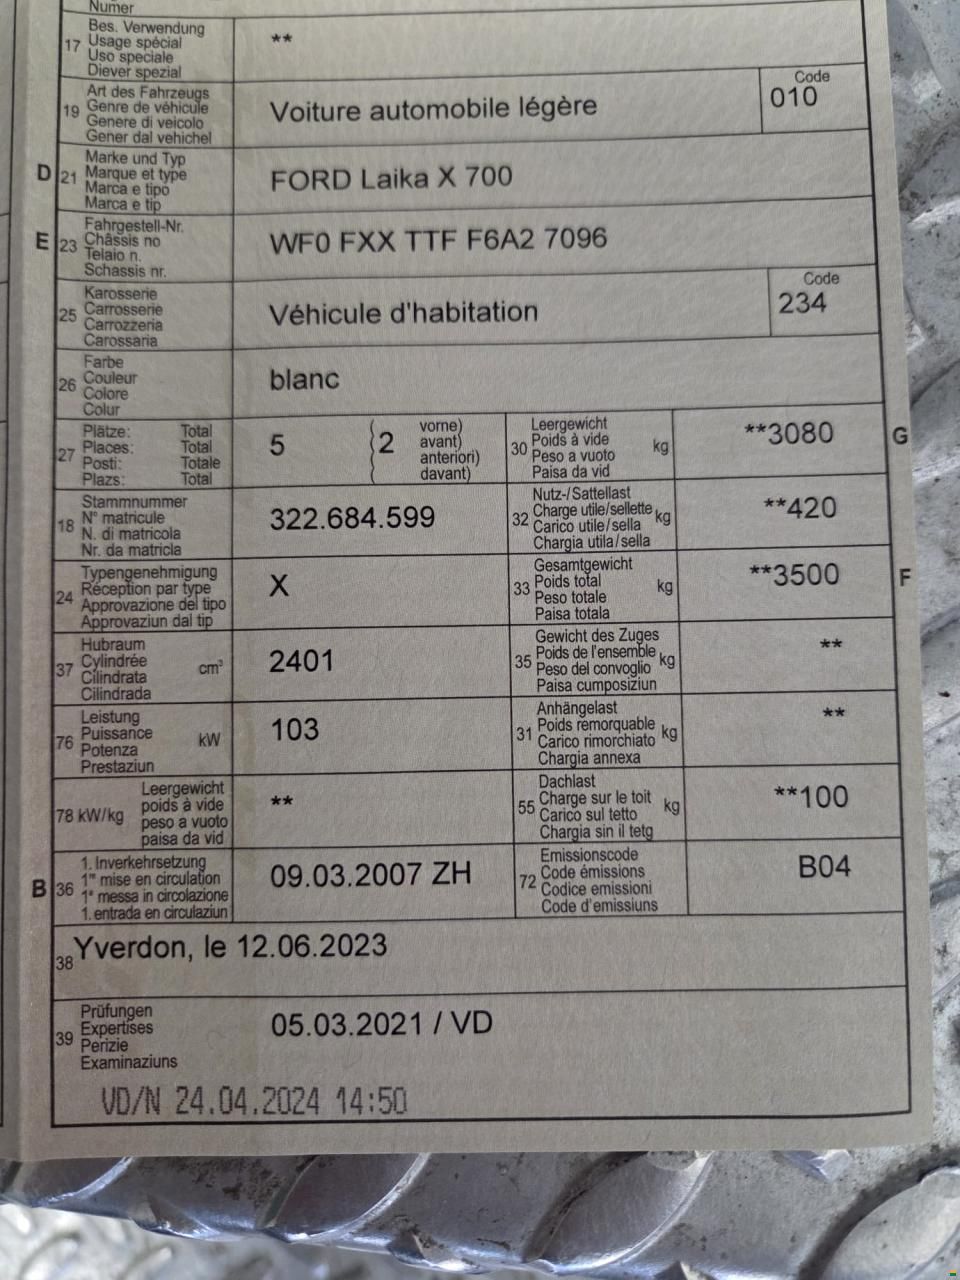 Numer
17 Bes. Verwendung
Usage spécial
Uso speciale
Diever spezial
**
19 Art des Fahrzeugs
Genre de véhicule
Genere di veicolo
Gener dal vehichel
Voiture automobile légère
Code
010
D 21 Marke und Typ
Marque et type
Marca e tipo
Marca e tip
FORD Laika X 700
E 23 Fahrgestell-Nr.
Châssis no
Telaio n.
Schassis nr.
WF0 FXX TTF F6A2 7096
25 Karosserie
Carrosserie
Carrozzeria
Carossaria
Véhicule d'habitation
Code
234
26 Farbe
Couleur
Colore
Colur
blanc
27 Plätze: Total
Places: Total
Posti: Totale
Plazs: Total
5 ( 2 vorne)
avant)
anteriori)
davant)
30 Leergewicht
Poids à vide kg
Peso a vuoto
Paisa da vid
**3080 G
18 Stammnummer
N° matricule
N. di matricola
Nr. da matricla
322.684.599
32 Nutz-/Sattellast
Charge utile/sellette kg
Carico utile/sella
Chargia utila/sella
**420
24 Typengenehmigung
Réception par type
Approvazione del tipo
Approvaziun dal tip
X
33 Gesamtgewicht
Poids total kg
Peso totale
Paisa totala
**3500 F
37 Hubraum
Cylindrée cm³
Cilindrata
Cilindrada
2401
35 Gewicht des Zuges
Poids de l'ensemble kg
Peso del convoglio
Paisa cumposiziun
**
76 Leistung
Puissance kW
Potenza
Prestaziun
103
31 Anhängelast
Poids remorquable kg
Carico rimorchiato
Chargia annexa
**
78 kW/kg Leergewicht
poids à vide
peso a vuoto
paisa da vid
**
55 Dachlast
Charge sur le toit kg
Carico sul tetto
Chargia sin il tetg
**100
B 36 1. Inverkehrsetzung
1re mise en circulation
1a messa in circolazione
1. entrada en circulaziun
09.03.2007 ZH
72 Emissionscode
Code émissions
Codice emissioni
Code d'emissiuns
B04
38 Yverdon, le 12.06.2023
39 Prüfungen
Expertises
Perizie
Examinaziuns
05.03.2021 / VD
VD/N 24.04.2024 14:50